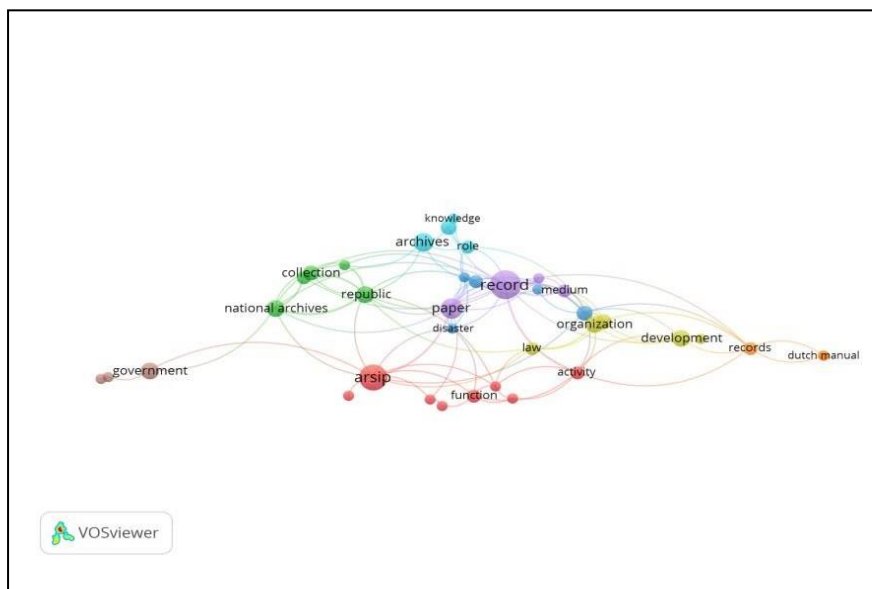 knowledge
archives
role
collection
record
republic
medium
national archives
paper
disaster
organization
law
development
records
dutch manual
government
arsip
activity
function
VOSviewer